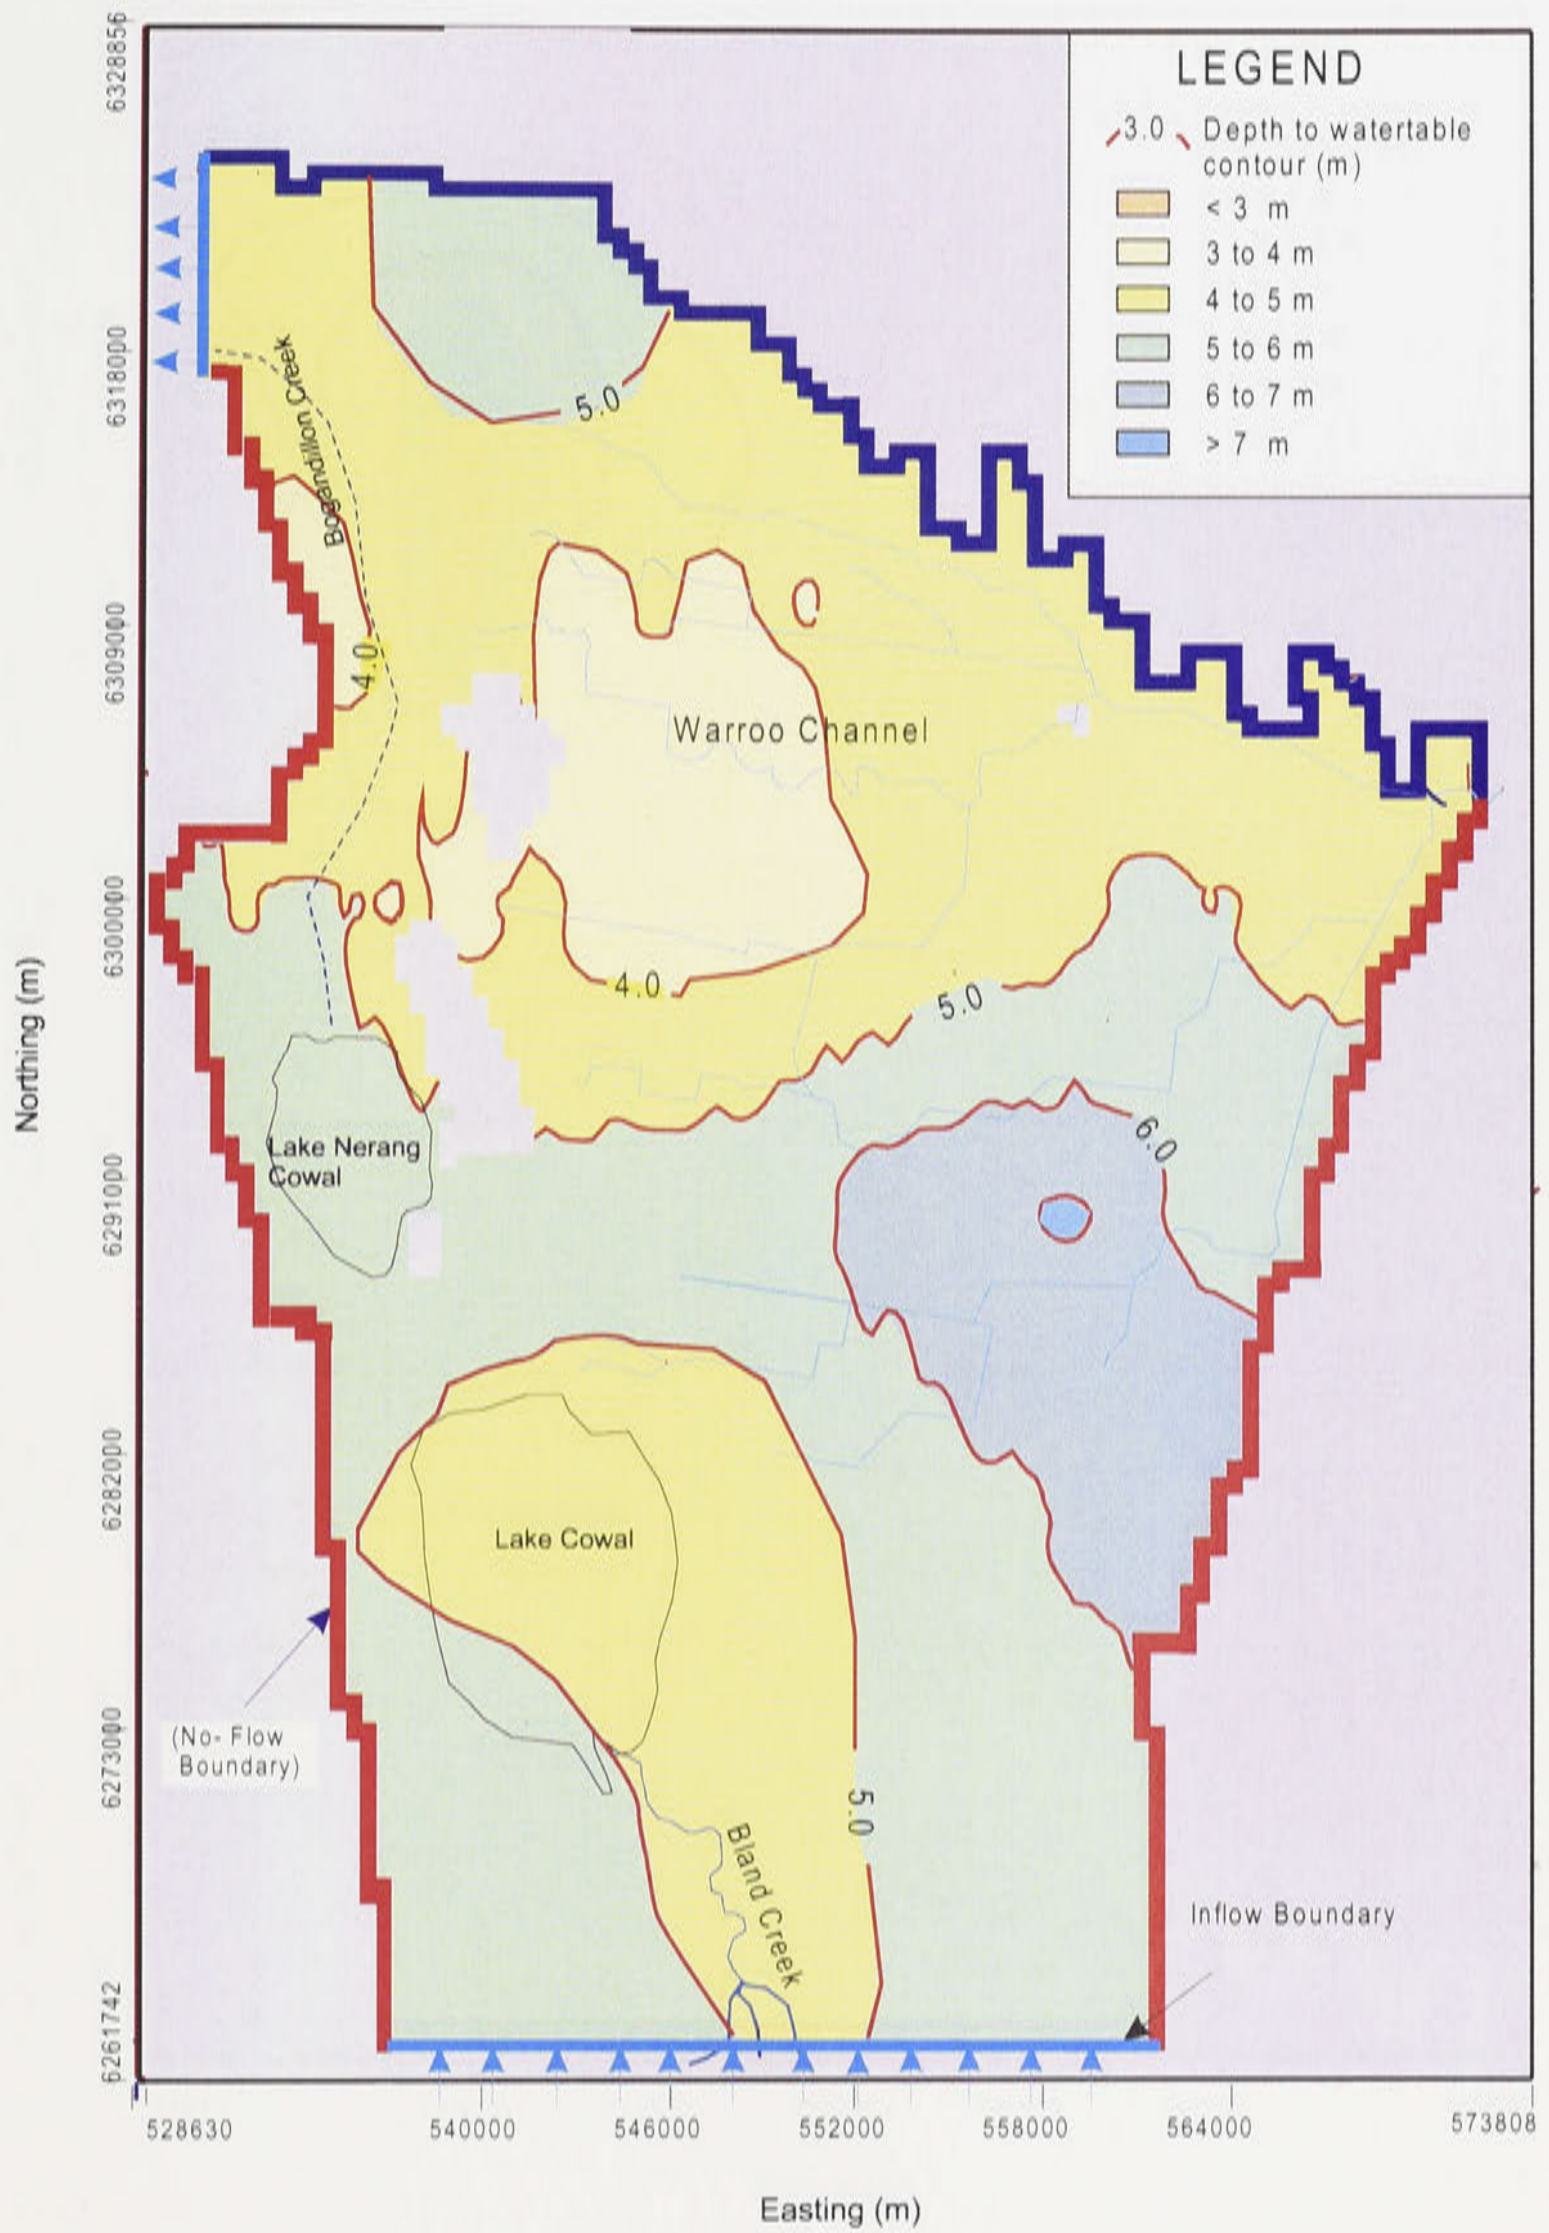 LEGEND
3.0 Depth to watertable
contour (m)
< 3 m
3 to 4 m
4 to 5 m
5 to 6 m
6 to 7 m
> 7 m
6328856
6318000
6309000
6300000
6291000
6282000
6273000
6261742
Northing (m)
Bogandillon Creek
5.0
4.0
Warroo Channel
4.0
5.0
6.0
Lake Nerang
Cowal
Lake Cowal
(No- Flow
Boundary)
5.0
Bland Creek
Inflow Boundary
528630
540000
546000
552000
558000
564000
573808
Easting (m)